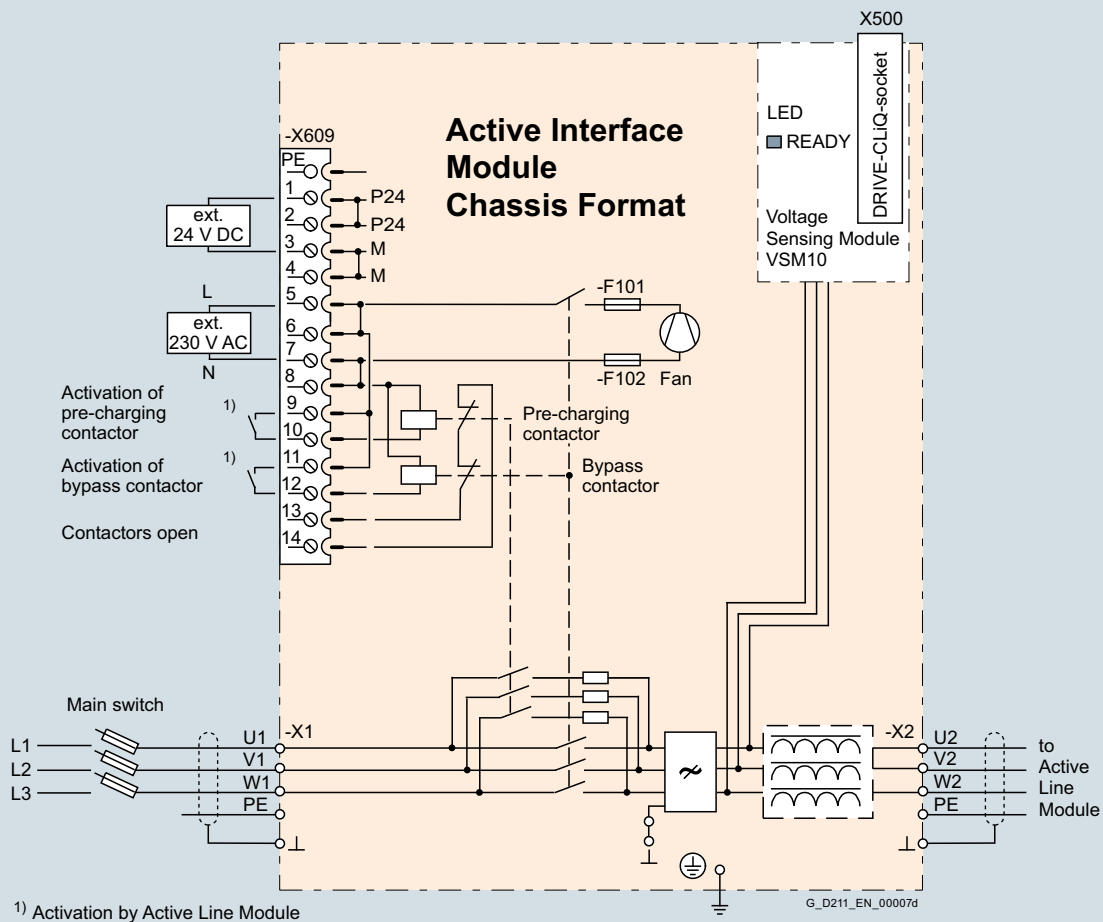 X500
DRIVE-CLiQ-socket
LED
READY
Voltage
Sensing Module
VSM10
Active Interface
Module
Chassis Format
-X609
PE
1
2
3
4
5
6
7
8
9
10
11
12
13
14
P24
P24
M
M
ext.
24 V DC
L
ext.
230 V AC
N
-F101
-F102
Fan
Activation of
pre-charging
contactor
1)
Activation of
bypass contactor
1)
Contactors open
Pre-charging
contactor
Bypass
contactor
Main switch
L1
L2
L3
U1
V1
W1
PE
-X1
-X2
U2
V2
W2
PE
to
Active
Line
Module
G_D211_EN_00007d
1) Activation by Active Line Module